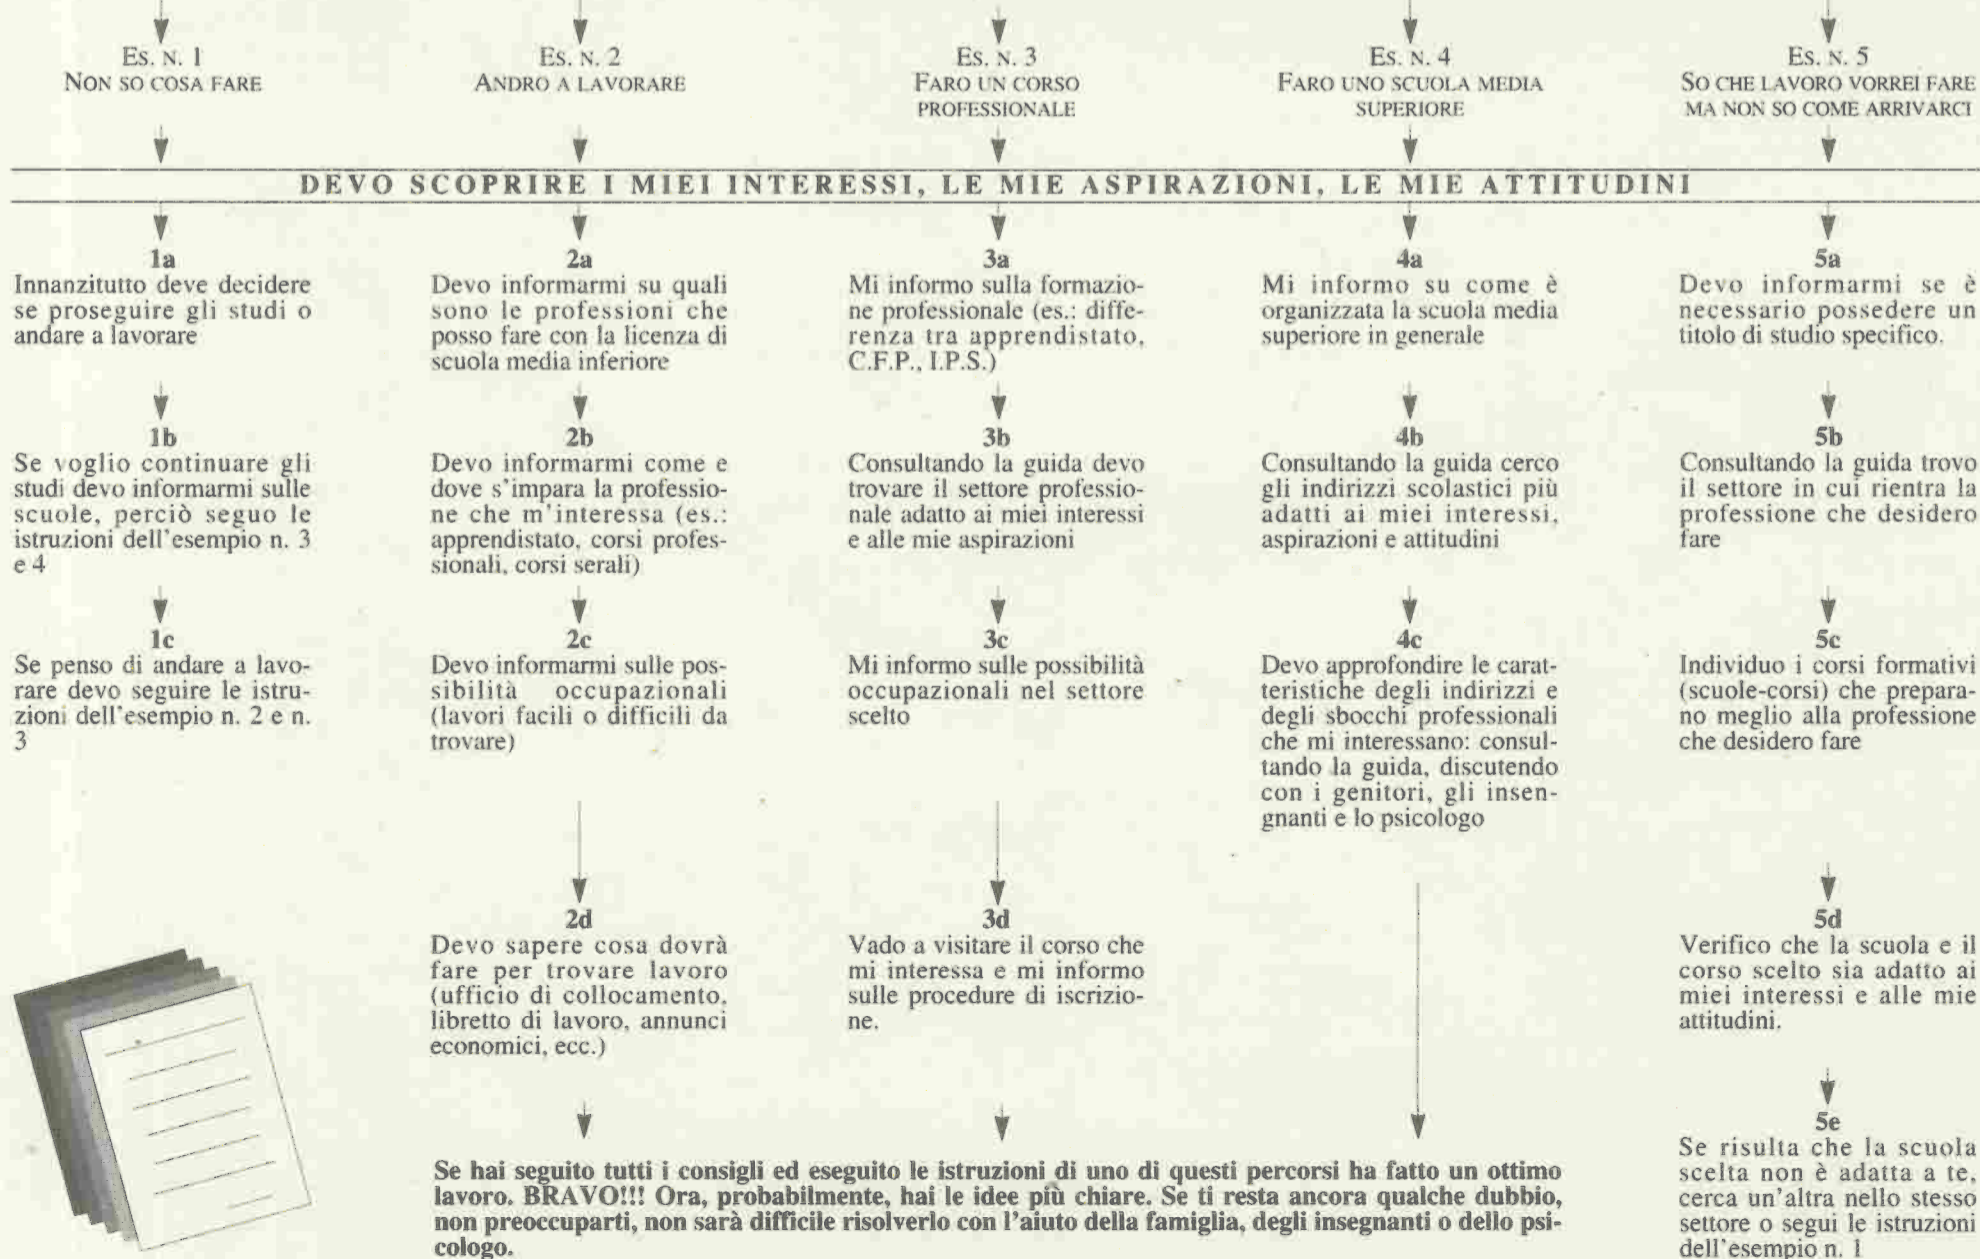 ES. N. 1
NON SO COSA FARE
ES. N. 2
ANDRO A LAVORARE
ES. N. 3
FARO UN CORSO
PROFESSIONALE
ES. N. 4
FARO UNO SCUOLA MEDIA
SUPERIORE
ES. N. 5
SO CHE LAVORO VORREI FARE
MA NON SO COME ARRIVARCI
DEVO SCOPRIRE I MIEI INTERESSI, LE MIE ASPIRAZIONI, LE MIE ATTITUDINI
1a
Innanzitutto deve decidere
se proseguire gli studi o
andare a lavorare
1b
Se voglio continuare gli
studi devo informarmi sulle
scuole, perciò seguo le
istruzioni dell'esempio n. 3
e 4
1c
Se penso di andare a lavo-
rare devo seguire le istru-
zioni dell'esempio n. 2 e n.
3
2a
Devo informarmi su quali
sono le professioni che
posso fare con la licenza di
scuola media inferiore
2b
Devo informarmi come e
dove s'impara la professio-
ne che m'interessa (es.:
apprendistato, corsi profes-
sionali, corsi serali)
2c
Devo informarmi sulle pos-
sibilità occupazionali
(lavori facili o difficili da
trovare)
2d
Devo sapere cosa dovrà
fare per trovare lavoro
(ufficio di collocamento,
libretto di lavoro, annunci
economici, ecc.)
3a
Mi informo sulla formazio-
ne professionale (es.: diffe-
renza tra apprendistato,
C.F.P., I.P.S.)
3b
Consultando la guida devo
trovare il settore professio-
nale adatto ai miei interessi
e alle mie aspirazioni
3c
Mi informo sulle possibilità
occupazionali nel settore
scelto
3d
Vado a visitare il corso che
mi interessa e mi informo
sulle procedure di iscrizio-
ne.
4a
Mi informo su come è
organizzata la scuola media
superiore in generale
4b
Consultando la guida cerco
gli indirizzi scolastici più
adatti ai miei interessi,
aspirazioni e attitudini
4c
Devo approfondire le carat-
teristiche degli indirizzi e
degli sbocchi professionali
che mi interessano: consul-
tando la guida, discutendo
con i genitori, gli insen-
gnanti e lo psicologo
5a
Devo informarmi se è
necessario possedere un
titolo di studio specifico.
5b
Consultando la guida trovo
il settore in cui rientra la
professione che desidero
fare
5c
Individuo i corsi formativi
(scuole-corsi) che prepara-
no meglio alla professione
che desidero fare
5d
Verifico che la scuola e il
corso scelto sia adatto ai
miei interessi e alle mie
attitudini.
5e
Se risulta che la scuola
scelta non è adatta a te,
cerca un'altra nello stesso
settore o segui le istruzioni
dell'esempio n. 1
Se hai seguito tutti i consigli ed eseguito le istruzioni di uno di questi percorsi ha fatto un ottimo
lavoro. BRAVO!!! Ora, probabilmente, hai le idee più chiare. Se ti resta ancora qualche dubbio,
non preoccuparti, non sarà difficile risolverlo con l'aiuto della famiglia, degli insegnanti o dello psi-
cologo.